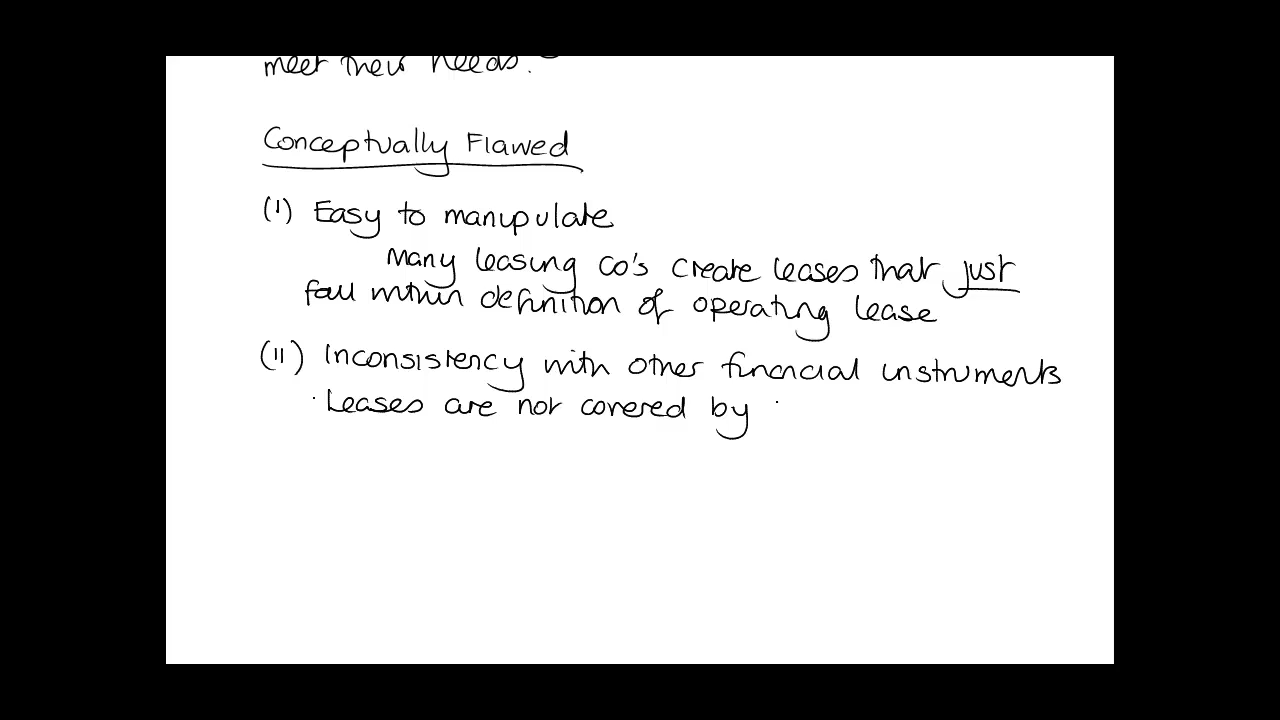 meet their needs.
Conceptually Flawed
(I) Easy to manipulate
Many leasing co's create leases that just
fall within definition of operating lease
(II) Inconsistency with other financial instruments
· Leases are not covered by